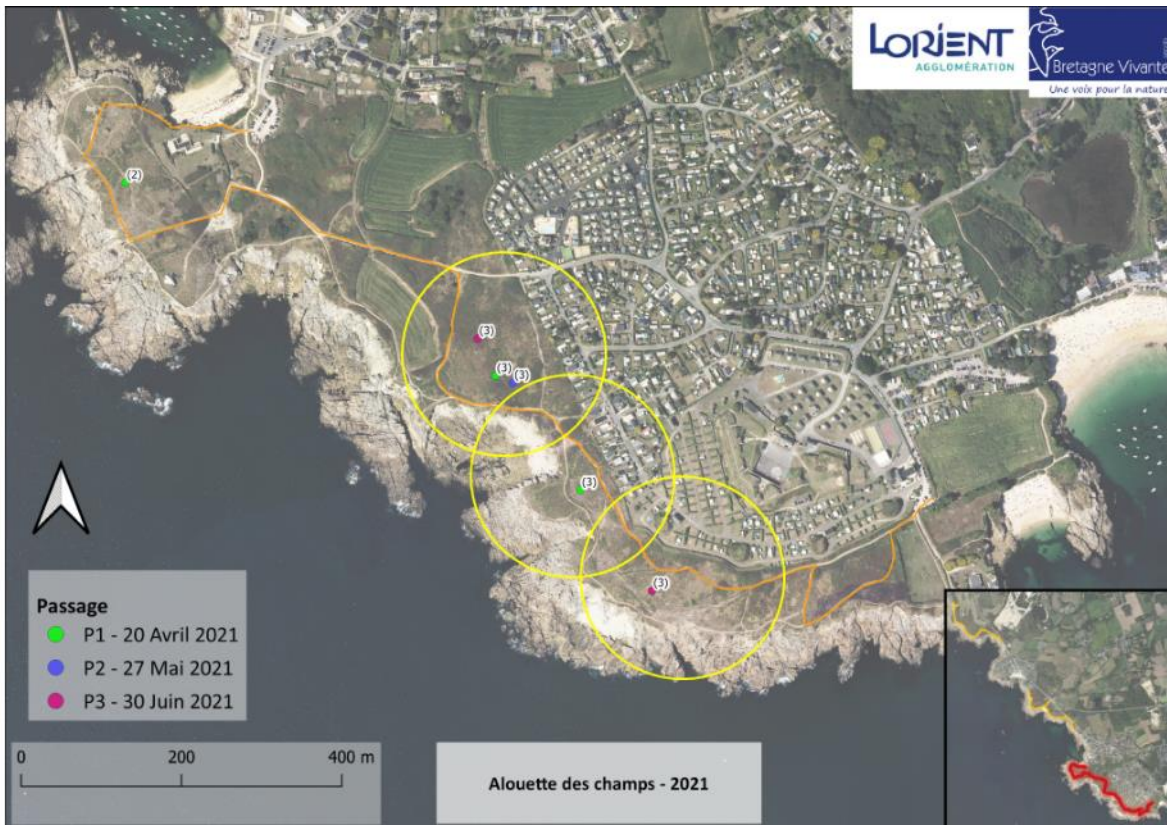 LORIENT
AGGLOMÉRATION
Bretagne Vivante
Une voix pour la nature
(2)
(3)
(3)
(3)
(3)
(3)
Passage
P1 - 20 Avril 2021
P2 - 27 Mai 2021
P3 - 30 Juin 2021
0 200 400 m
Alouette des champs - 2021